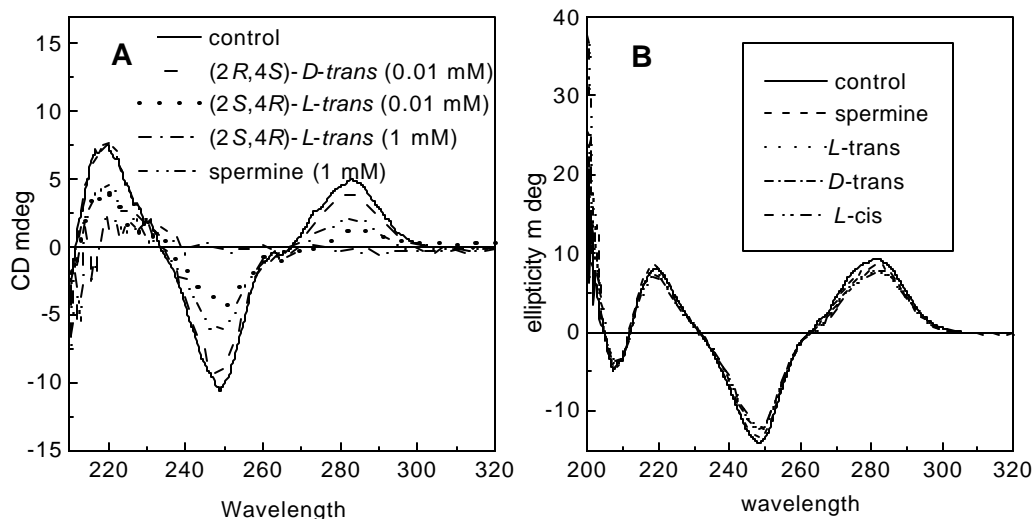 A
control
(2R,4S)- D-trans (0.01 mM)
(2S,4R)- L-trans (0.01 mM)
(2S,4R)- L-trans (1 mM)
spermine (1 mM)
15
10
5
0
-5
-10
-15
CD mdeg
220 240 260 280 300 320
Wavelength
B
control
spermine
L-trans
D-trans
L-cis
40
30
20
10
0
-10
ellipticity m deg
200 220 240 260 280 300 320
wavelength